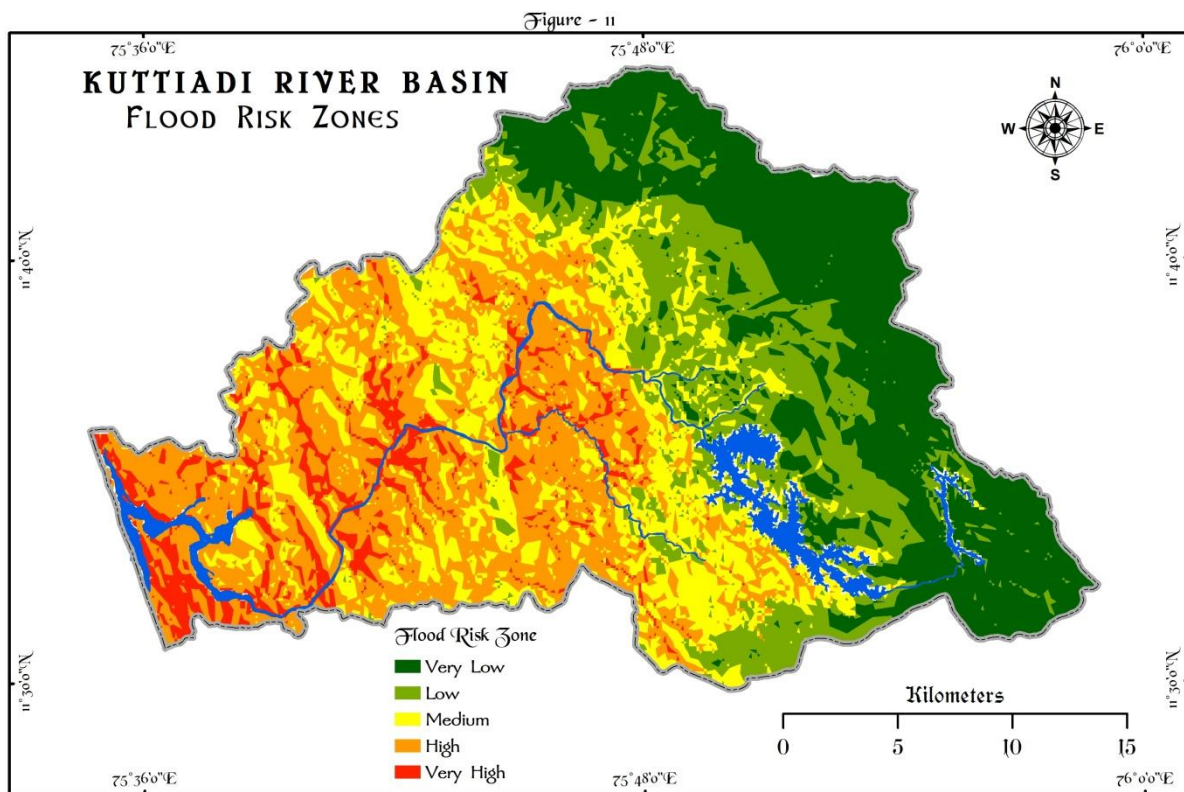 Figure - 11
75°36'0"E 75°48'0"E 76°0'0"E
KUTTIADI RIVER BASIN
FLOOD RISK ZONES
N
W E
S
11°40'0"N 11°40'0"N
Flood Risk Zone
Very Low
Low
Medium
High
Very High
Kilometers
0 5 10 15
11°30'0"N 11°30'0"N
75°36'0"E 75°48'0"E 76°0'0"E